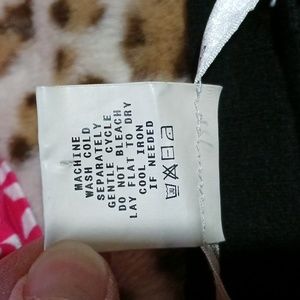 MACHINE
WASH COLD
SEPARATELY
GENTLE CYCLE
DO NOT BLEACH
LAY FLAT TO DRY
COOL IRON
IF NEEDED